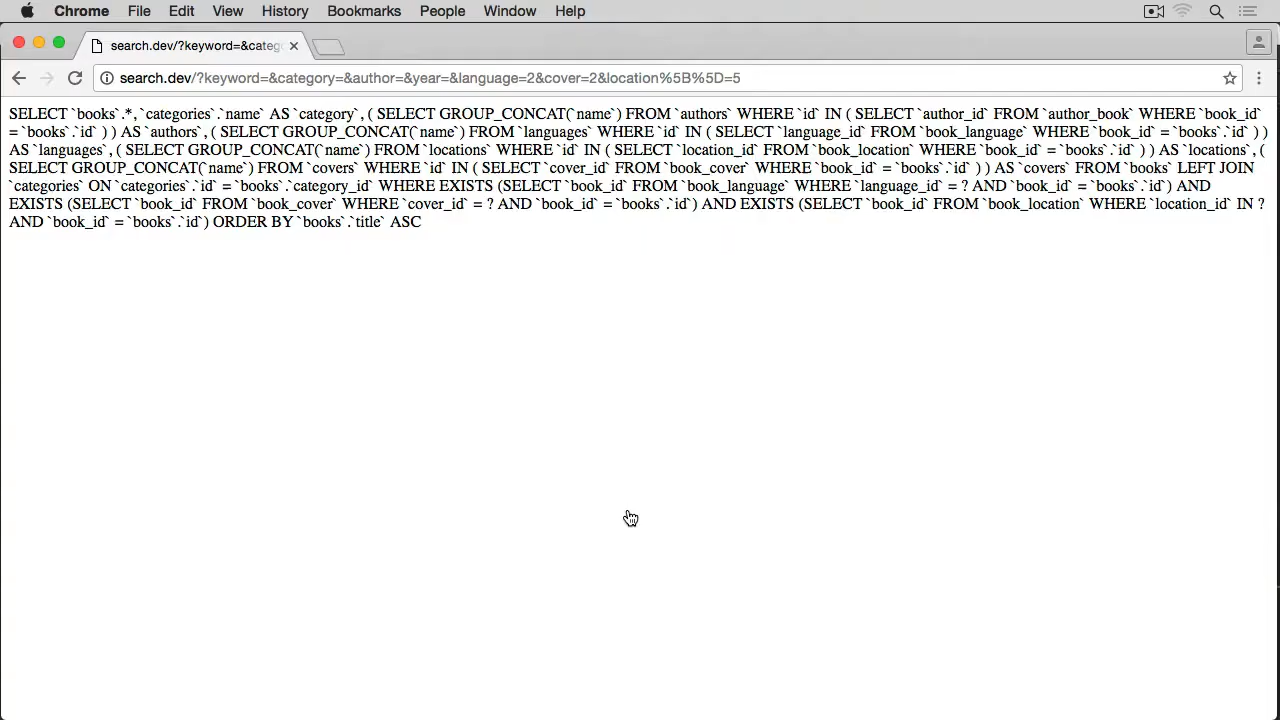 Chrome File Edit View History Bookmarks People Window Help
search.dev/?keyword=&categ
search.dev/?keyword=&category=&author=&year=&language=2&cover=2&location%5B%5D=5
SELECT `books`.*, `categories`.`name` AS `category`, ( SELECT GROUP_CONCAT(`name`) FROM `authors` WHERE `id` IN ( SELECT `author_id` FROM `author_book` WHERE `book_id`
= `books`.`id` ) ) AS `authors`, ( SELECT GROUP_CONCAT(`name`) FROM `languages` WHERE `id` IN ( SELECT `language_id` FROM `book_language` WHERE `book_id` = `books`.`id` ) )
AS `languages`, ( SELECT GROUP_CONCAT(`name`) FROM `locations` WHERE `id` IN ( SELECT `location_id` FROM `book_location` WHERE `book_id` = `books`.`id` ) ) AS `locations`, (
SELECT GROUP_CONCAT(`name`) FROM `covers` WHERE `id` IN ( SELECT `cover_id` FROM `book_cover` WHERE `book_id` = `books`.`id` ) ) AS `covers` FROM `books` LEFT JOIN
`categories` ON `categories`.`id` = `books`.`category_id` WHERE EXISTS (SELECT `book_id` FROM `book_language` WHERE `language_id` = ? AND `book_id` = `books`.`id`) AND
EXISTS (SELECT `book_id` FROM `book_cover` WHERE `cover_id` = ? AND `book_id` = `books`.`id`) AND EXISTS (SELECT `book_id` FROM `book_location` WHERE `location_id` IN ?
AND `book_id` = `books`.`id`) ORDER BY `books`.`title` ASC